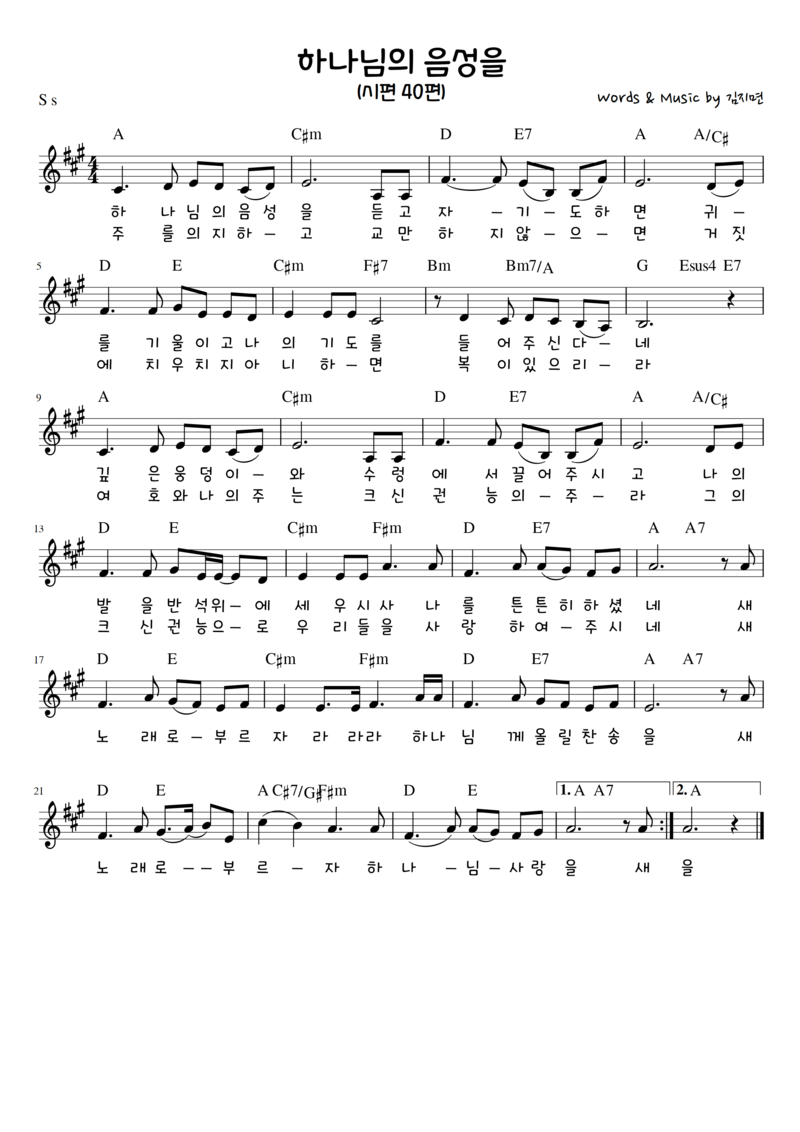 하나님의 음성을
(시편 40편)
S s
Words & Music by 김지면
A C♯m D E7 A A/C♯
4/4
하 나 님 의 음 성 을 듣 고 자 – 기 – 도 하 면 귀 –
주 를 의 지 하 – 고 교 만 하 지 않 – 으 – 면 거 짓
5 D E C♯m F♯7 Bm Bm7/A G Esus4 E7
를 기 울 이 고 나 의 기 도 를 들 어 주 신 다 – 네
에 치 우 치 지 아 니 하 – 면 복 이 있 으 리 – 라
9 A C♯m D E7 A A/C♯
깊 은 웅 덩 이 – 와 수 렁 에 서 끌 어 주 시 고 나 의
여 호 와 나 의 주 는 크 신 권 능 의 – 주 – 라 그 의
13 D E C♯m F♯m D E7 A A7
발 을 반 석 위 – 에 세 우 시 사 나 를 튼 튼 히 하 셨 네 새
크 신 권 능 으 – 로 우 리 들 을 사 랑 하 여 – 주 시 네 새
17 D E C♯m F♯m D E7 A A7
노 래 로 – 부 르 자 라 라 라 하 나 님 께 올 릴 찬 송 을 새
21 D E A C♯7/G♯ F♯m D E 1. A A7 2. A
노 래 로 – – 부 르 – 자 하 나 – 님 – 사 랑 을 새 을